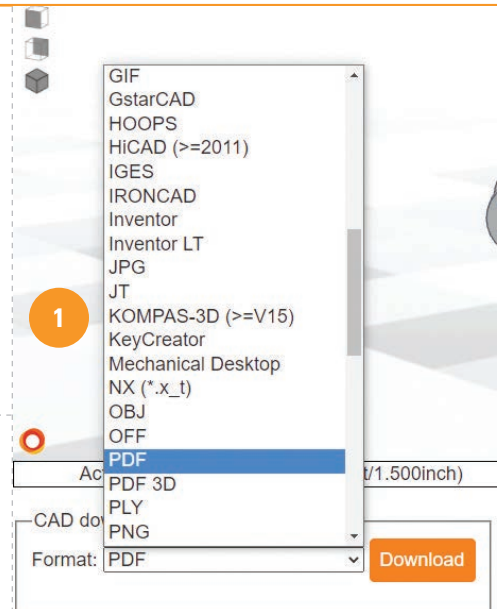 GIF
GstarCAD
HOOPS
HiCAD (>=2011)
IGES
IRONCAD
Inventor
Inventor LT
JPG
JT
1
KOMPAS-3D (>=V15)
KeyCreator
Mechanical Desktop
NX (*.x_t)
OBJ
OFF
PDF
PDF 3D
t/1.500inch)
PLY
CAD
PNG
Format: PDF Download